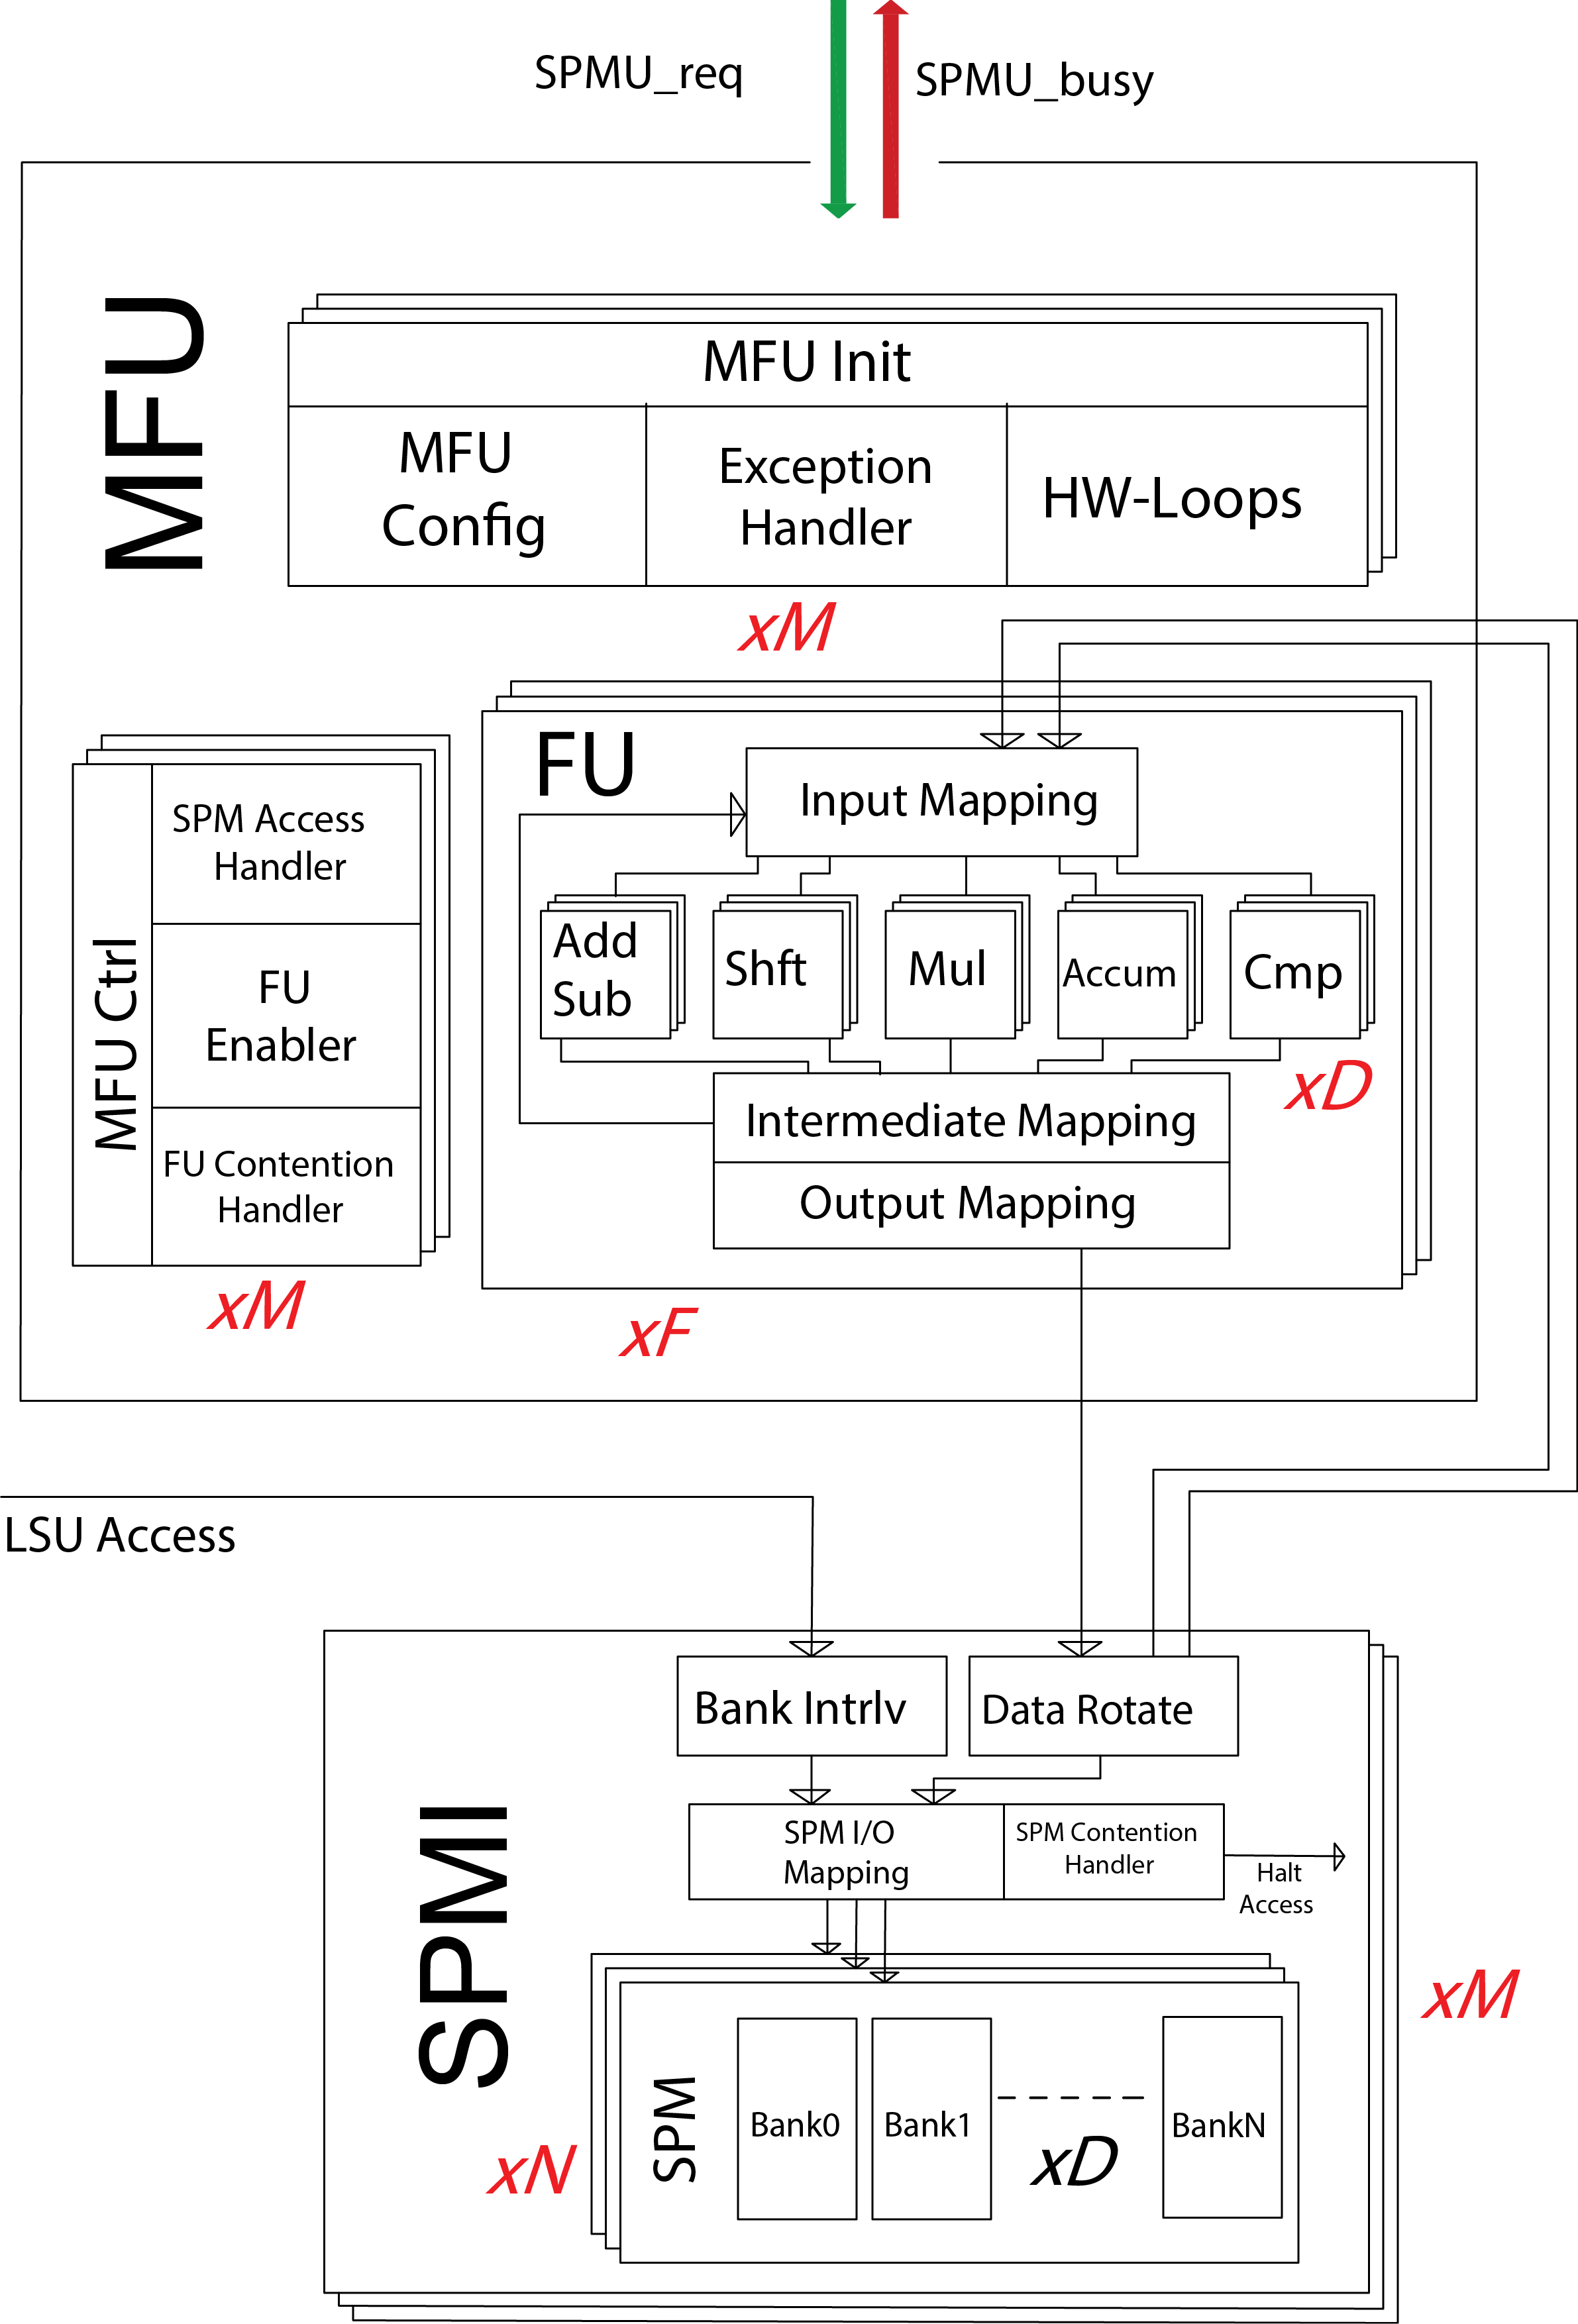 SPMU_req
SPMU_busy
MFU
MFU Init
MFU
Config
Exception
Handler
HW-Loops
xM
MFU Ctrl
SPM Access
Handler
FU
Enabler
FU Contention
Handler
xM
FU
Input Mapping
Add
Sub
Shft
Mul
Accum
Cmp
xD
Intermediate Mapping
Output Mapping
xF
LSU Access
SPMI
Bank Intrlv
Data Rotate
SPM I/O
Mapping
SPM Contention
Handler
Halt
Access
xM
SPM
Bank0
Bank1
xD
BankN
xN